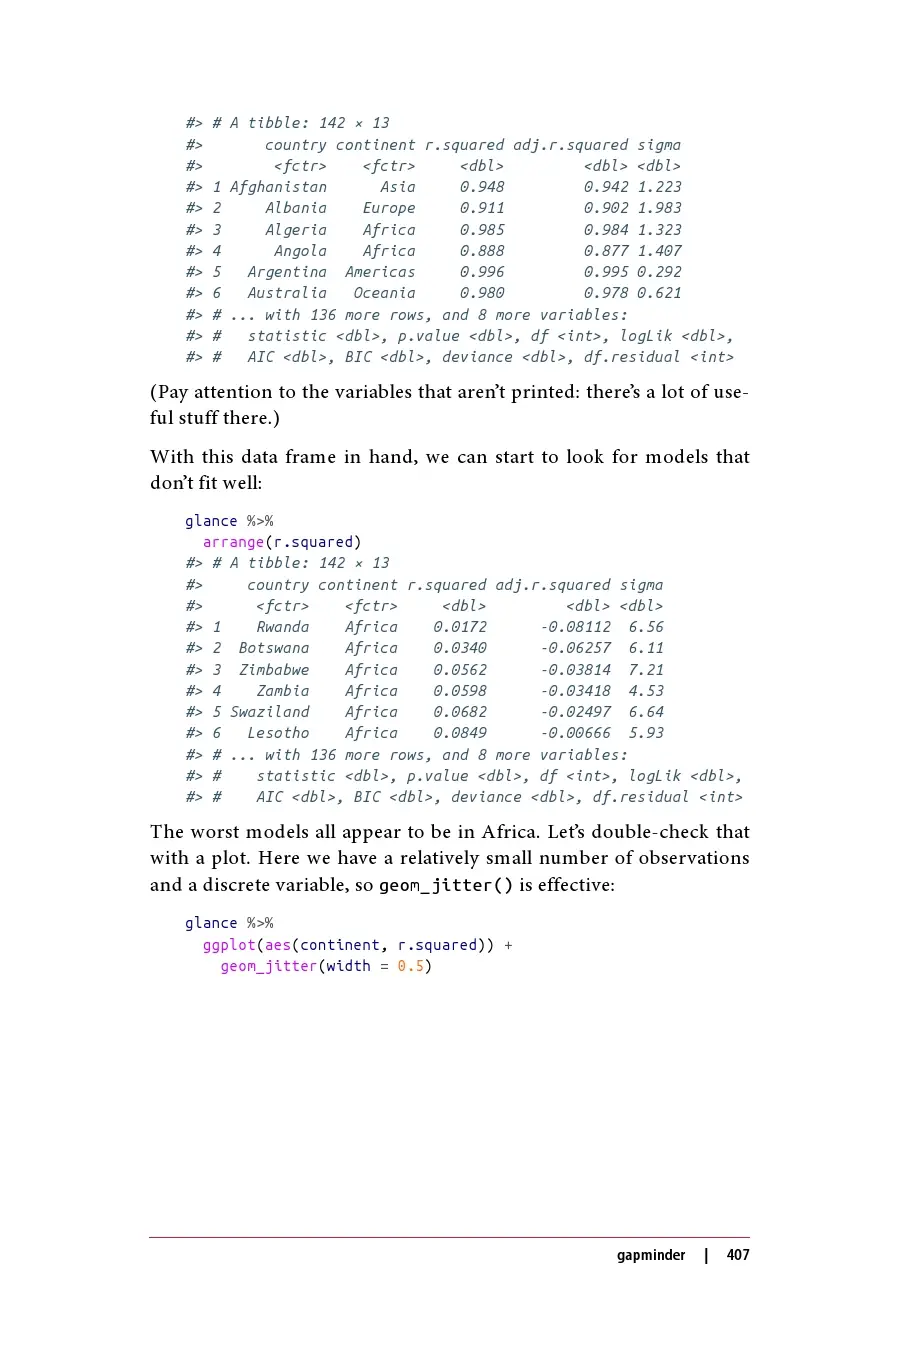 #> # A tibble: 142 × 13
#>       country continent r.squared adj.r.squared sigma
#>        <fctr>    <fctr>     <dbl>         <dbl> <dbl>
#> 1 Afghanistan      Asia     0.948         0.942 1.223
#> 2     Albania    Europe     0.911         0.902 1.983
#> 3     Algeria    Africa     0.985         0.984 1.323
#> 4      Angola    Africa     0.888         0.877 1.407
#> 5   Argentina  Americas     0.996         0.995 0.292
#> 6   Australia   Oceania     0.980         0.978 0.621
#> # ... with 136 more rows, and 8 more variables:
#> #   statistic <dbl>, p.value <dbl>, df <int>, logLik <dbl>,
#> #   AIC <dbl>, BIC <dbl>, deviance <dbl>, df.residual <int>
(Pay attention to the variables that aren’t printed: there’s a lot of use-
ful stuff there.)
With this data frame in hand, we can start to look for models that
don’t fit well:
glance %>%
  arrange(r.squared)
#> # A tibble: 142 × 13
#>     country continent r.squared adj.r.squared sigma
#>      <fctr>    <fctr>     <dbl>         <dbl> <dbl>
#> 1    Rwanda    Africa    0.0172      -0.08112  6.56
#> 2  Botswana    Africa    0.0340      -0.06257  6.11
#> 3  Zimbabwe    Africa    0.0562      -0.03814  7.21
#> 4    Zambia    Africa    0.0598      -0.03418  4.53
#> 5 Swaziland    Africa    0.0682      -0.02497  6.64
#> 6   Lesotho    Africa    0.0849      -0.00666  5.93
#> # ... with 136 more rows, and 8 more variables:
#> #    statistic <dbl>, p.value <dbl>, df <int>, logLik <dbl>,
#> #    AIC <dbl>, BIC <dbl>, deviance <dbl>, df.residual <int>
The worst models all appear to be in Africa. Let’s double-check that
with a plot. Here we have a relatively small number of observations
and a discrete variable, so geom_jitter() is effective:
glance %>%
  ggplot(aes(continent, r.squared)) +
    geom_jitter(width = 0.5)
gapminder | 407